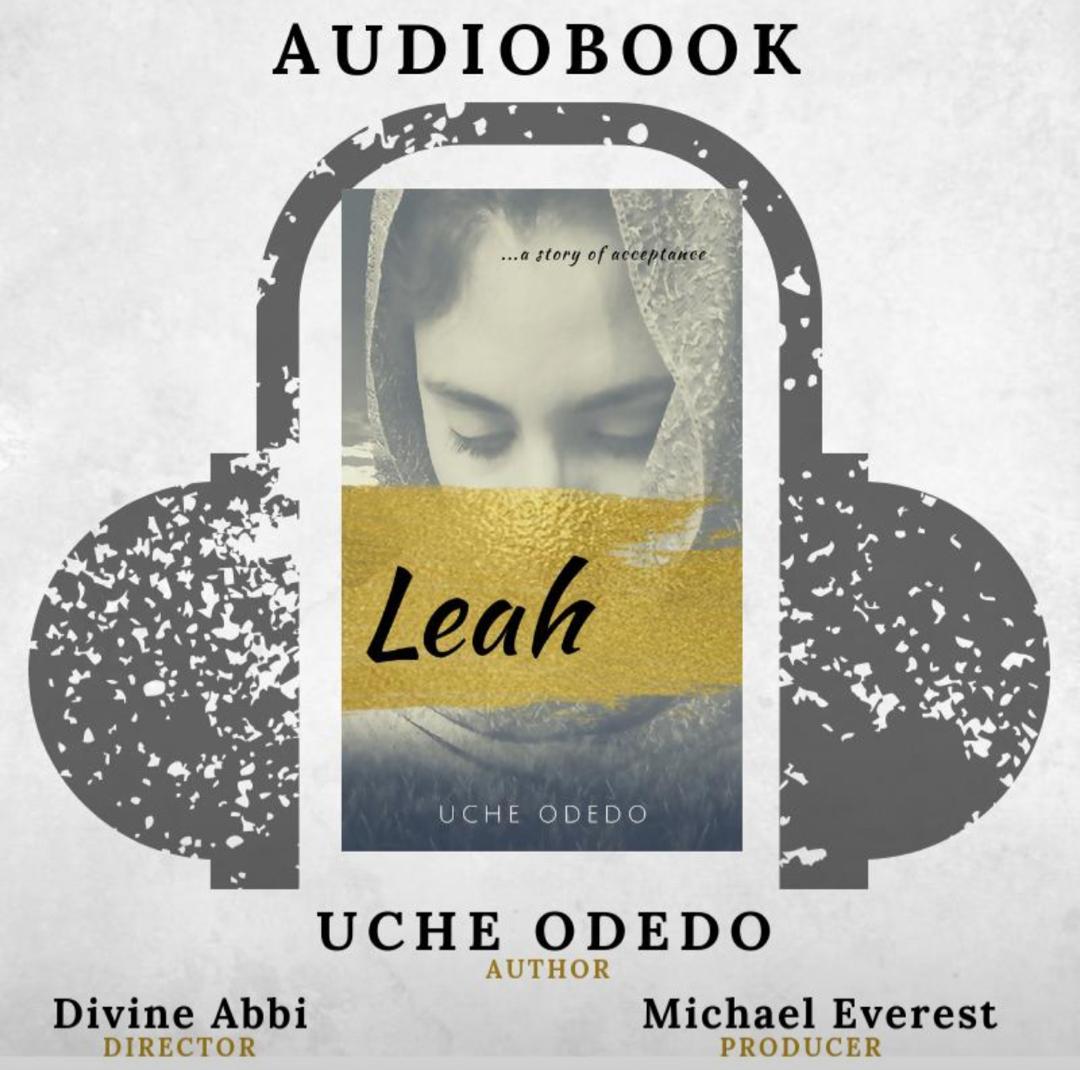 AUDIOBOOK
...a story of acceptance
Leah
UCHE ODEDO
UCHE ODEDO
AUTHOR
Divine Abbi
DIRECTOR
Michael Everest
PRODUCER